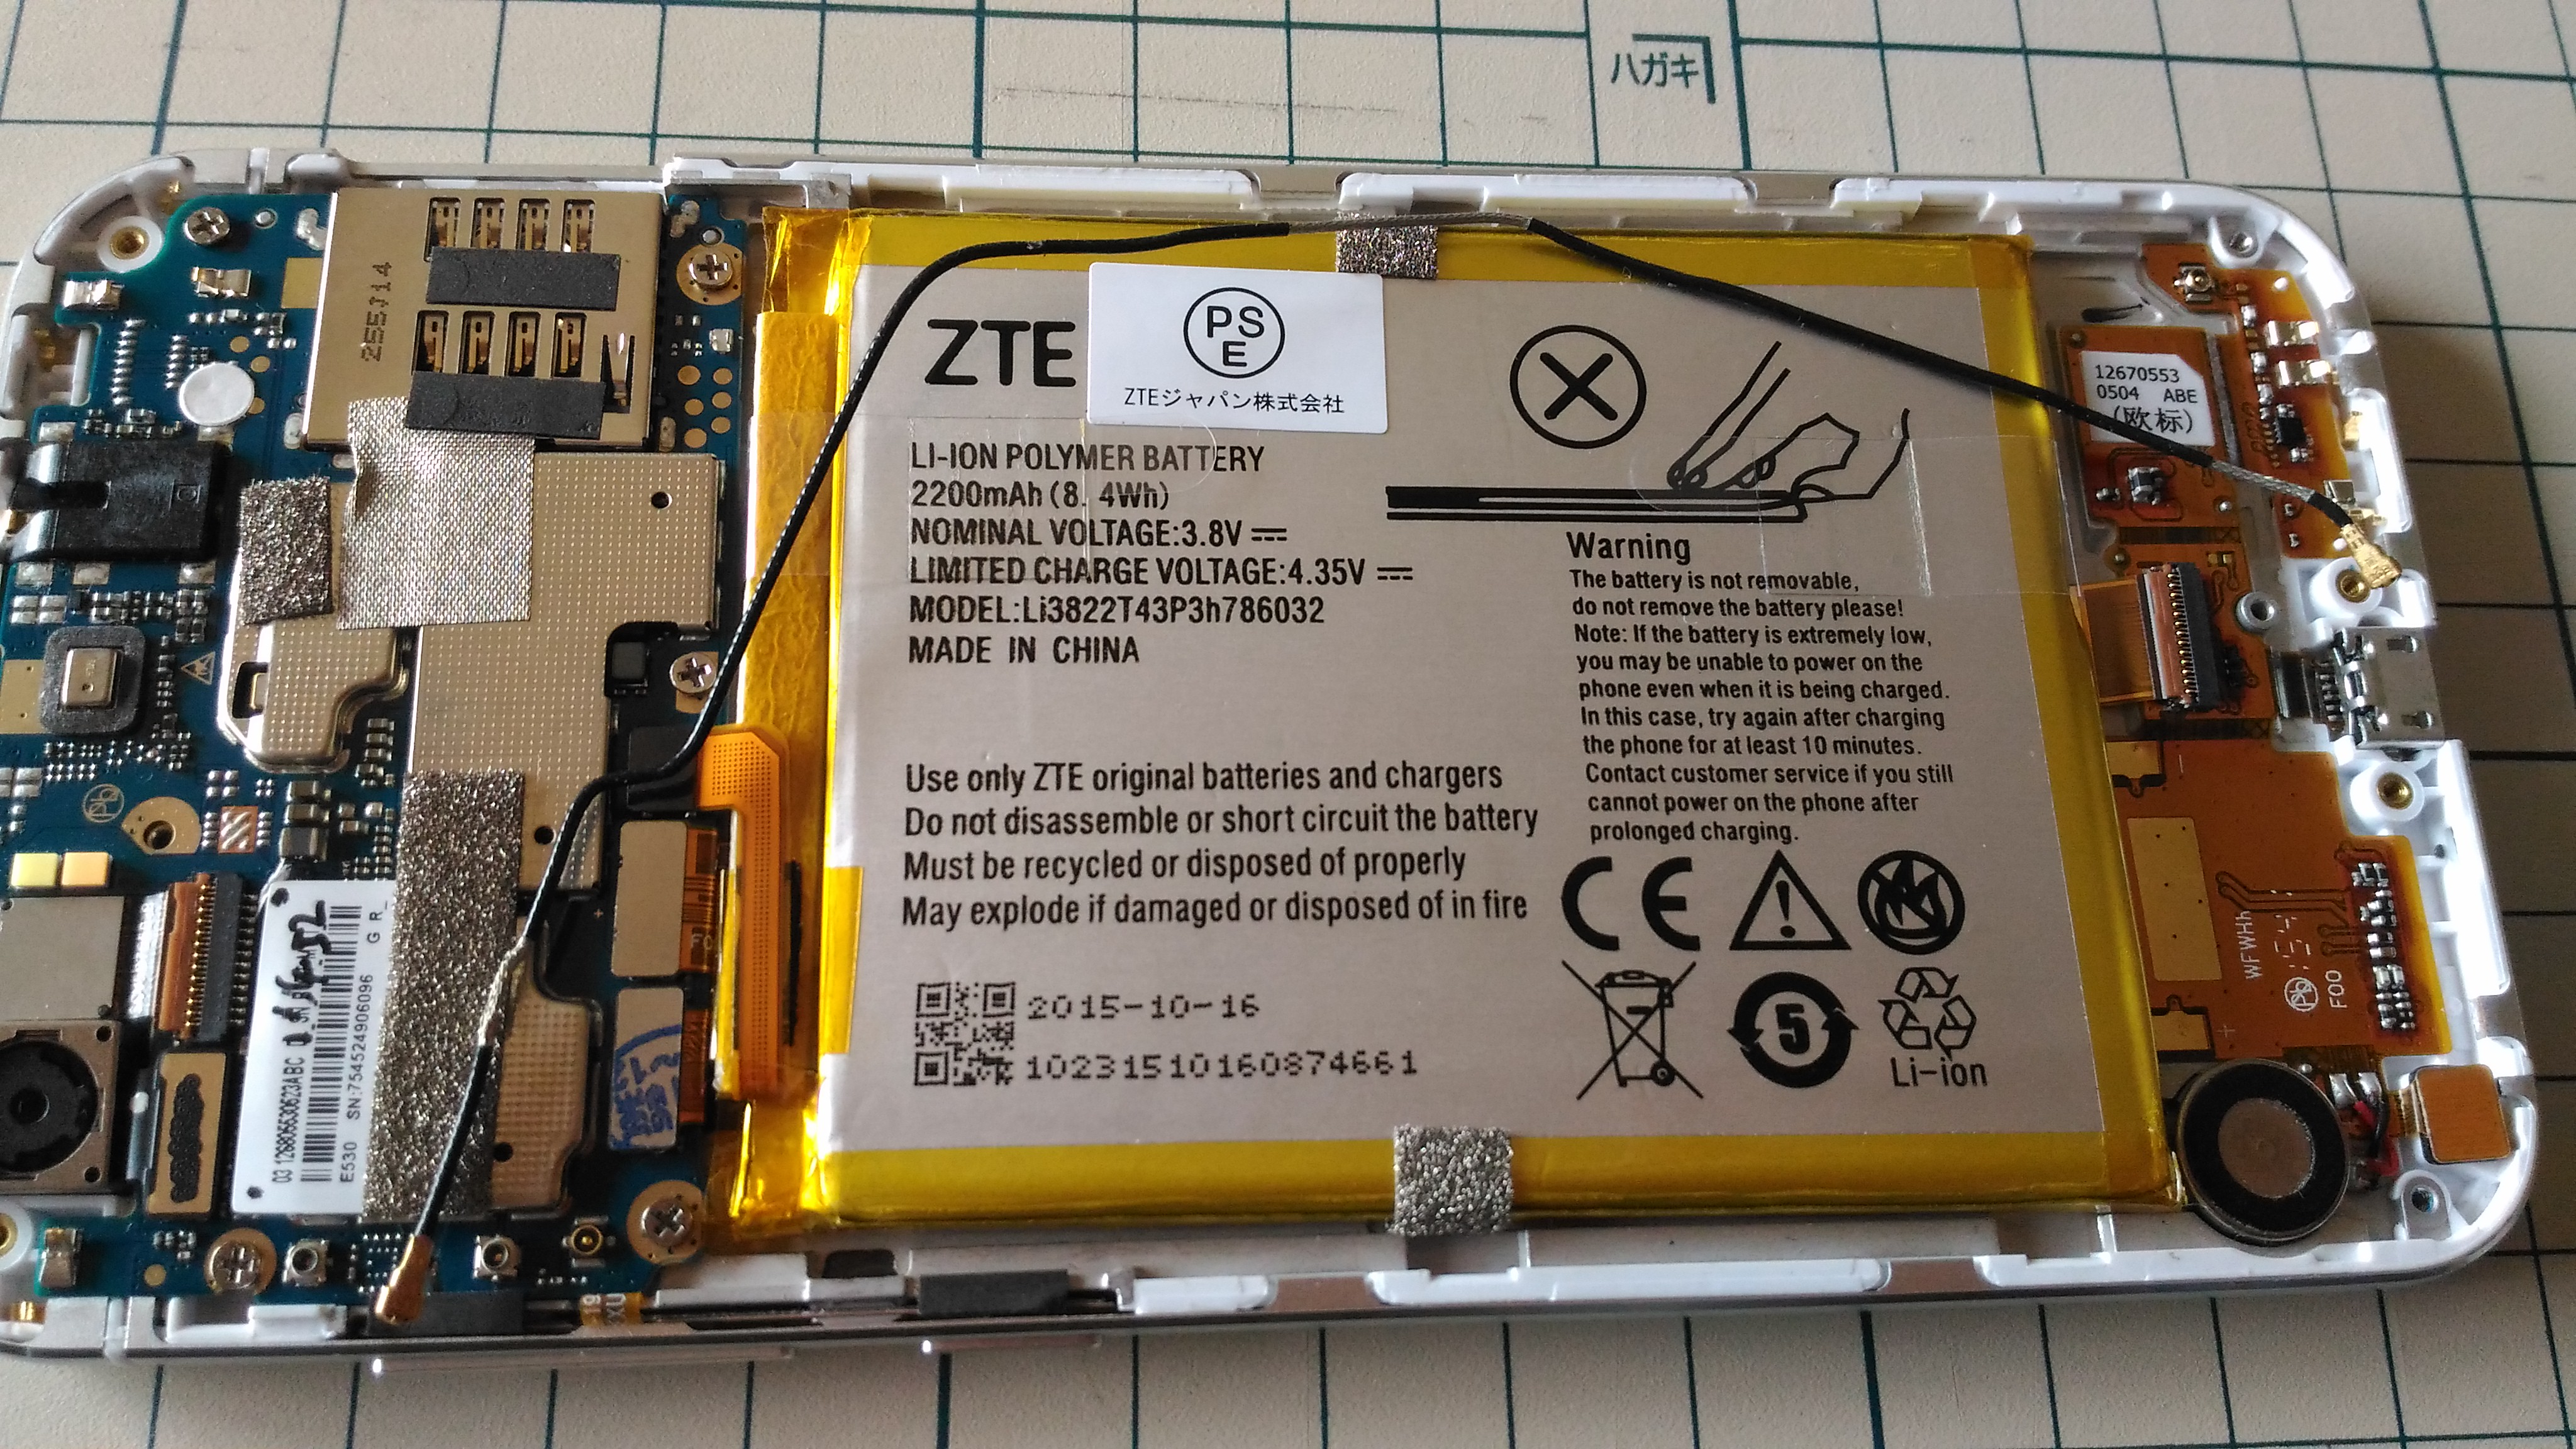 ハガキ
255J14
ZTE
PS
E
ZTEジャパン株式会社
LI-ION POLYMER BATTERY
2200mAh (8. 4Wh)
NOMINAL VOLTAGE:3.8V
LIMITED CHARGE VOLTAGE:4.35V
MODEL:Li3822T43P3h786032
MADE IN CHINA
Warning
The battery is not removable,
do not remove the battery please!
Note: If the battery is extremely low,
you may be unable to power on the
phone even when it is being charged.
In this case, try again after charging
the phone for at least 10 minutes.
Contact customer service if you still
cannot power on the phone after
prolonged charging.
Use only ZTE original batteries and chargers
Do not disassemble or short circuit the battery
Must be recycled or disposed of properly
May explode if damaged or disposed of in fire
CE
5
Li-ion
2015-10-16
10231510160874661
12670553
0504 ABE
(欧标)
WFWHh
Pb
F00
E530 SN:754524906096